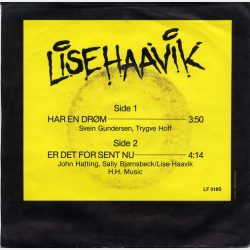 LISE HAAVIK
Side 1
HAR EN DRØM 3:50
Svein Gundersen, Trygve Hoff
Side 2
ER DET FOR SENT NU 4:14
John Hatting, Sally Bjørnsbeck/Lise Haavik
H.H. Music
LF 0185